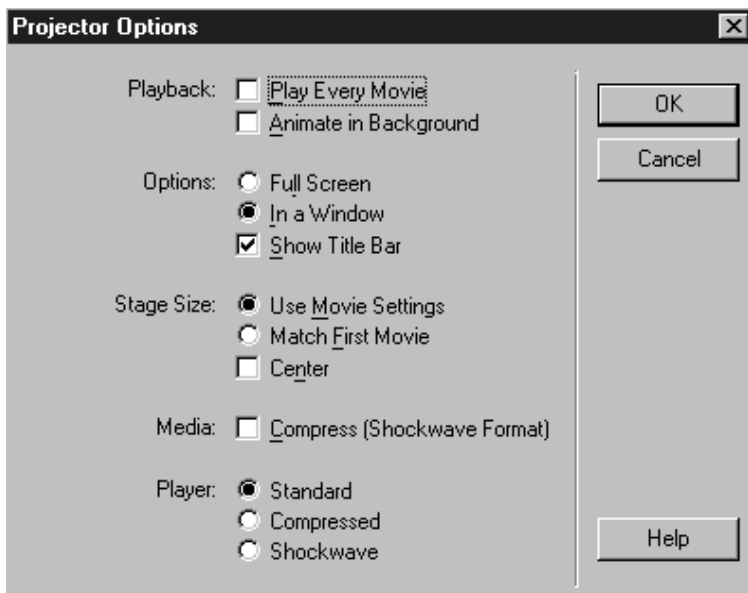 Projector Options
Playback: Play Every Movie
Animate in Background
Options: Full Screen
In a Window
Show Title Bar
Stage Size: Use Movie Settings
Match First Movie
Center
Media: Compress (Shockwave Format)
Player: Standard
Compressed
Shockwave
OK
Cancel
Help